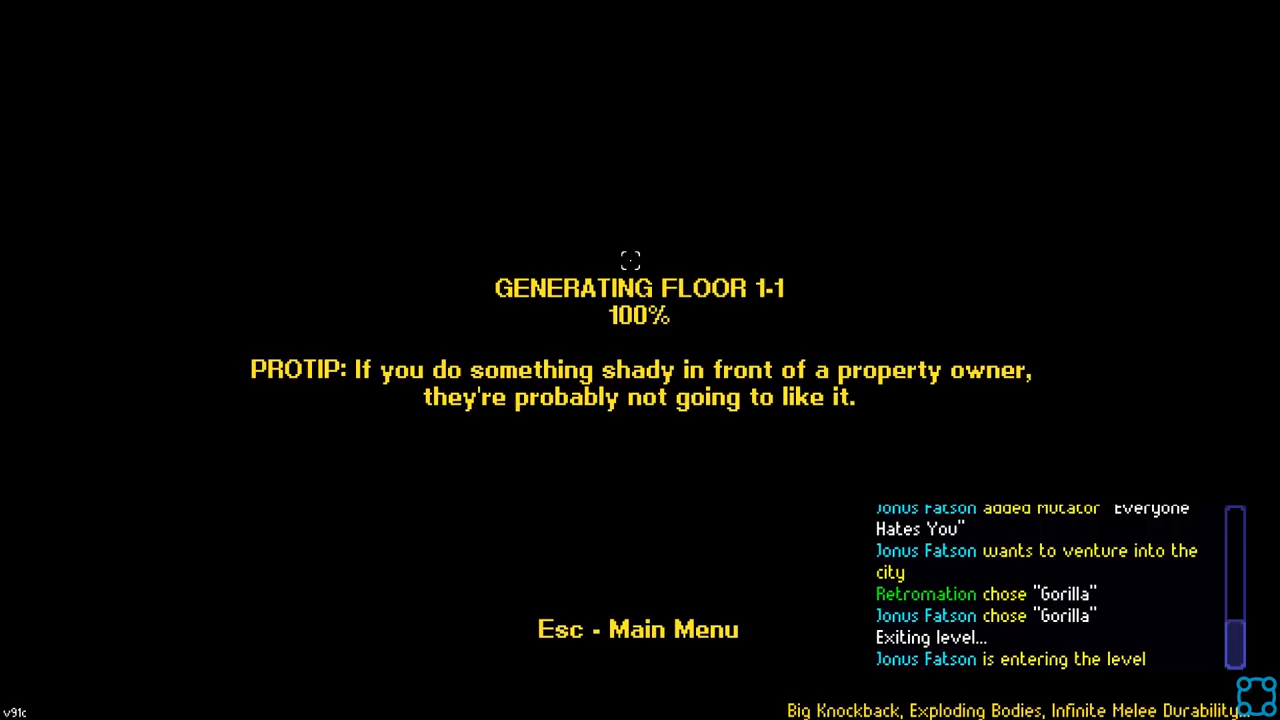 GENERATING FLOOR 1-1
100%
PROTIP: If you do something shady in front of a property owner,
they're probably not going to like it.
Jonus Fatson added Mutator "Everyone
Hates You"
Jonus Fatson wants to venture into the
city
Retromation chose "Gorilla"
Jonus Fatson chose "Gorilla"
Exiting level...
Jonus Fatson is entering the level
Esc - Main Menu
v91c
Big Knockback, Exploding Bodies, Infinite Melee Durability...